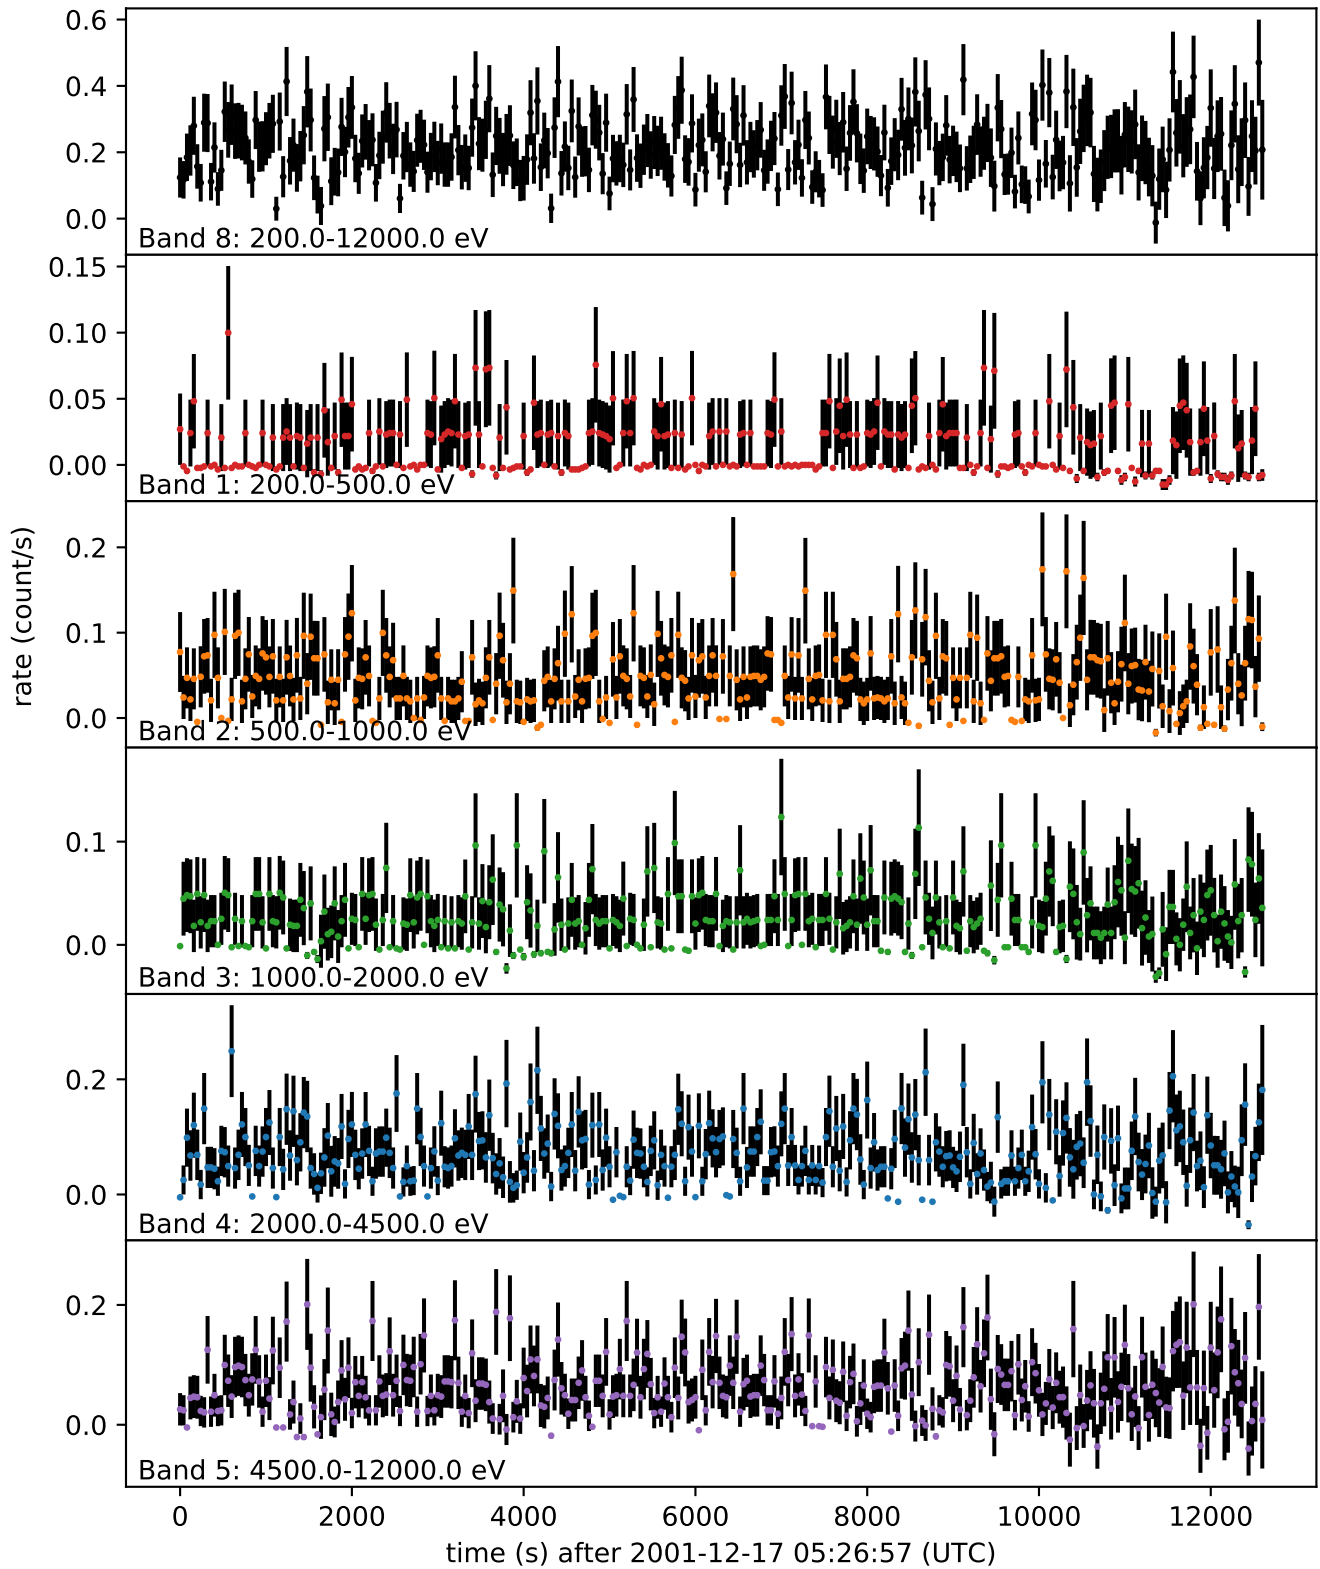 0.6
0.4
0.2
0.0
Band 8: 200.0-12000.0 eV
0.15
0.10
0.05
0.00
Band 1: 200.0-500.0 eV
0.2
0.1
0.0
Band 2: 500.0-1000.0 eV
rate (count/s)
0.1
0.0
Band 3: 1000.0-2000.0 eV
0.2
0.0
Band 4: 2000.0-4500.0 eV
0.2
0.0
Band 5: 4500.0-12000.0 eV
0 2000 4000 6000 8000 10000 12000
time (s) after 2001-12-17 05:26:57 (UTC)